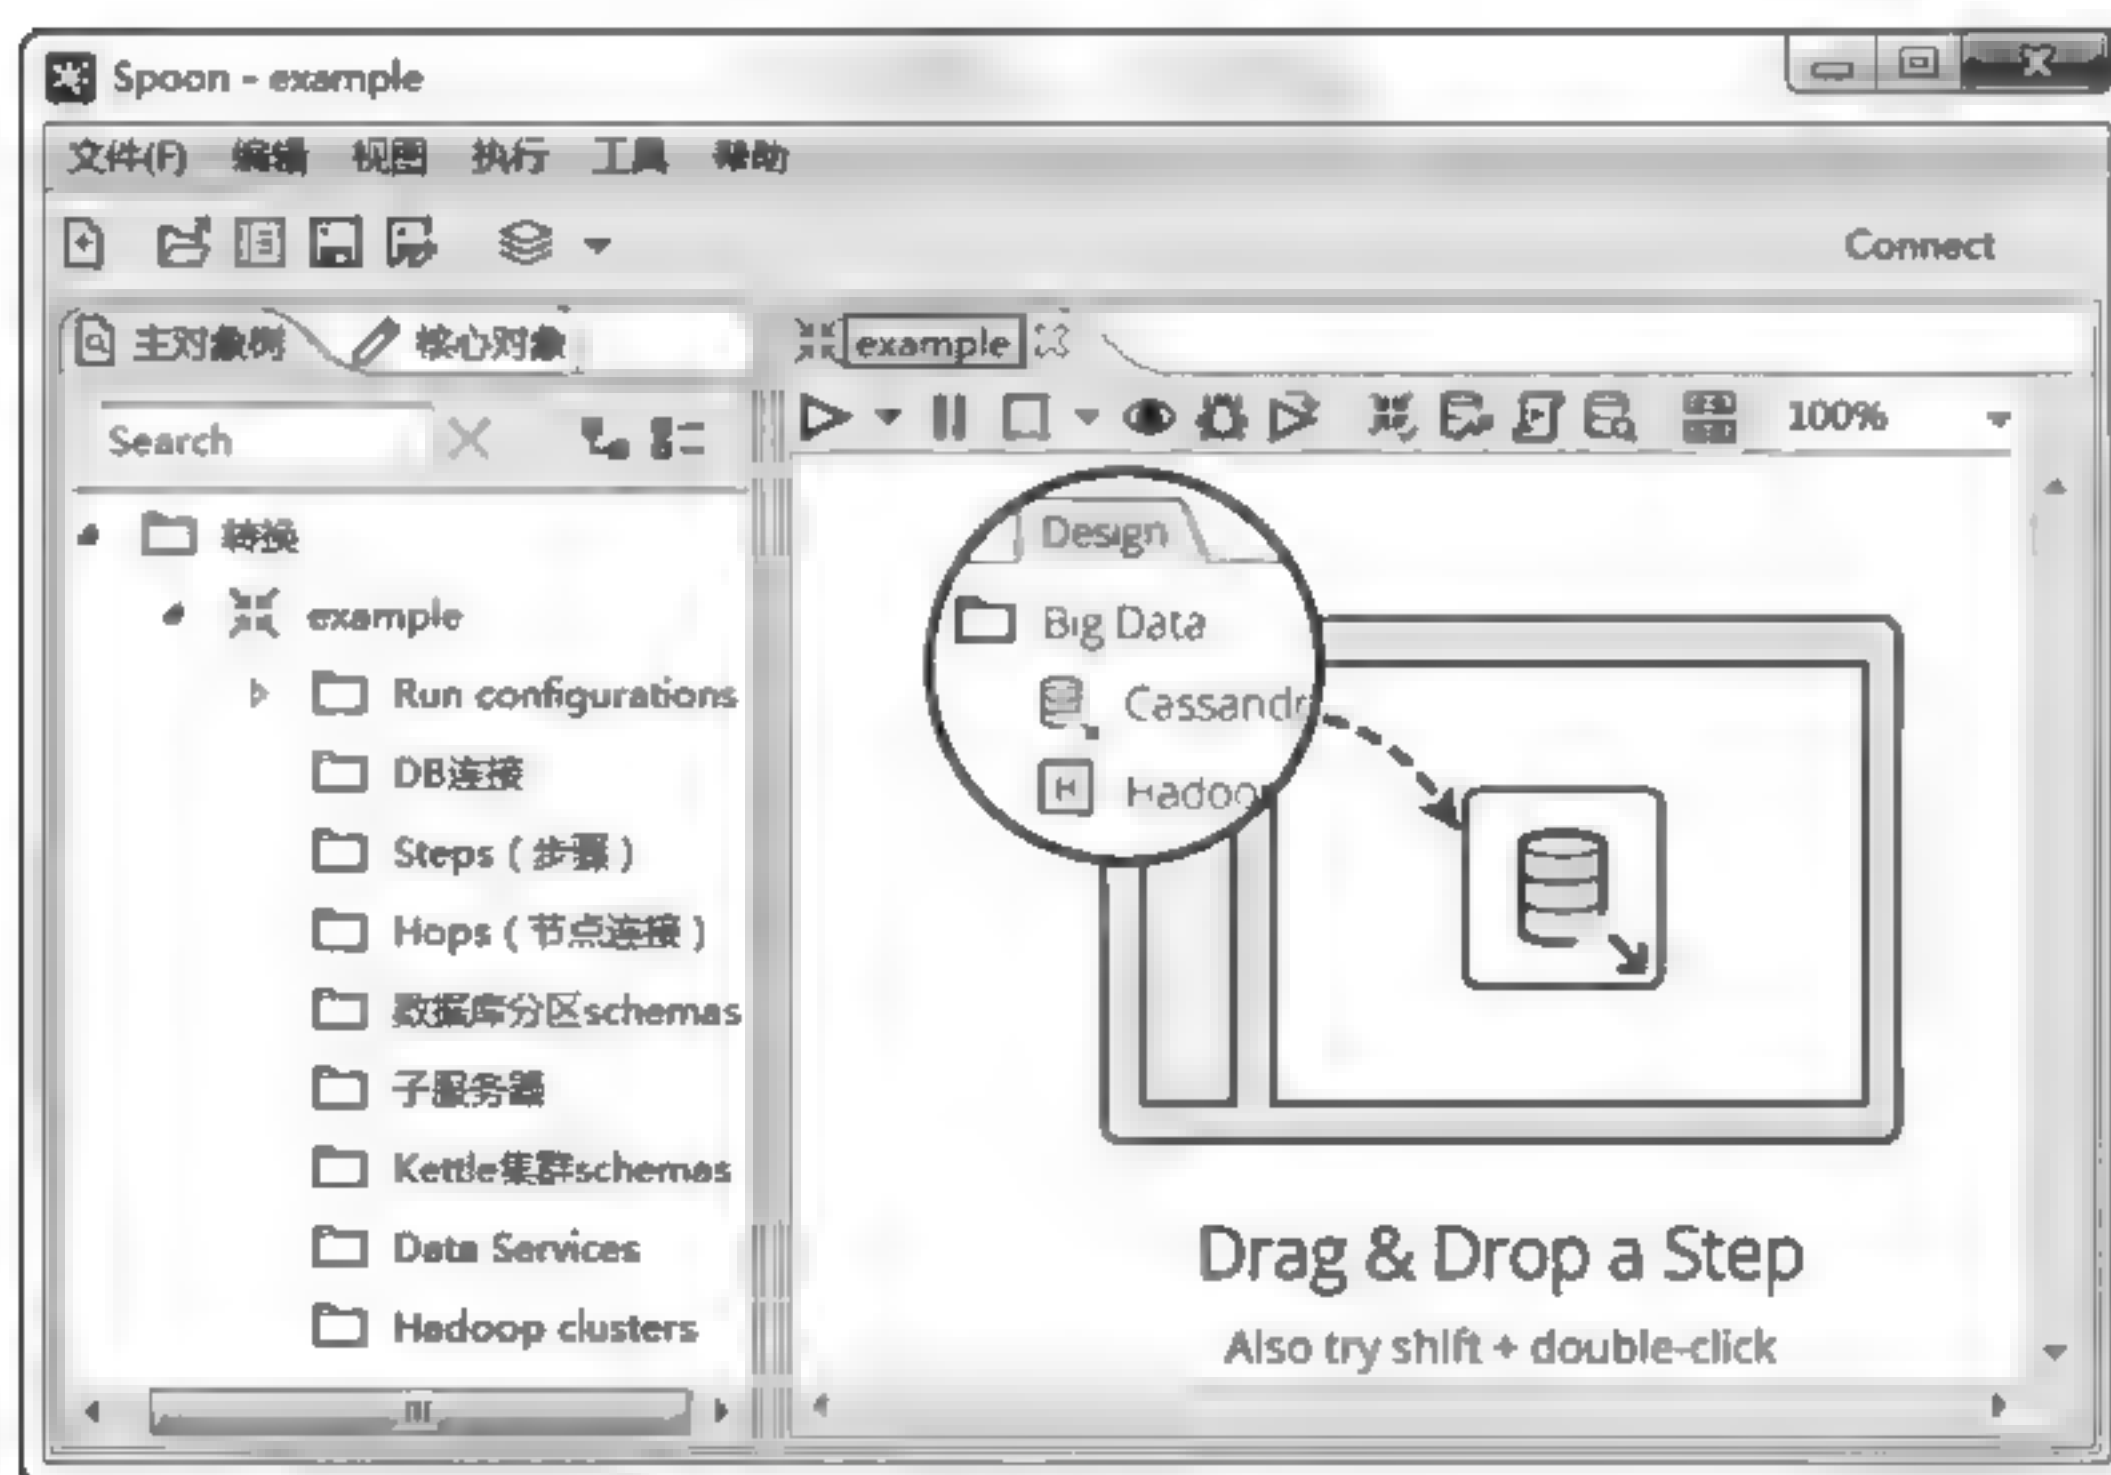 Spoon - example
文件(F) 编辑 视图 执行 工具 帮助
Connect
主对象树 核心对象
example
100%
Search
转换
example
Run configurations
DB连接
Steps ( 步骤 )
Hops ( 节点连接 )
数据库分区schemas
子服务器
Kettle集群schemas
Data Services
Hadoop clusters
Design
Big Data
Cassandr
Hadoop
Drag & Drop a Step
Also try shift + double-click